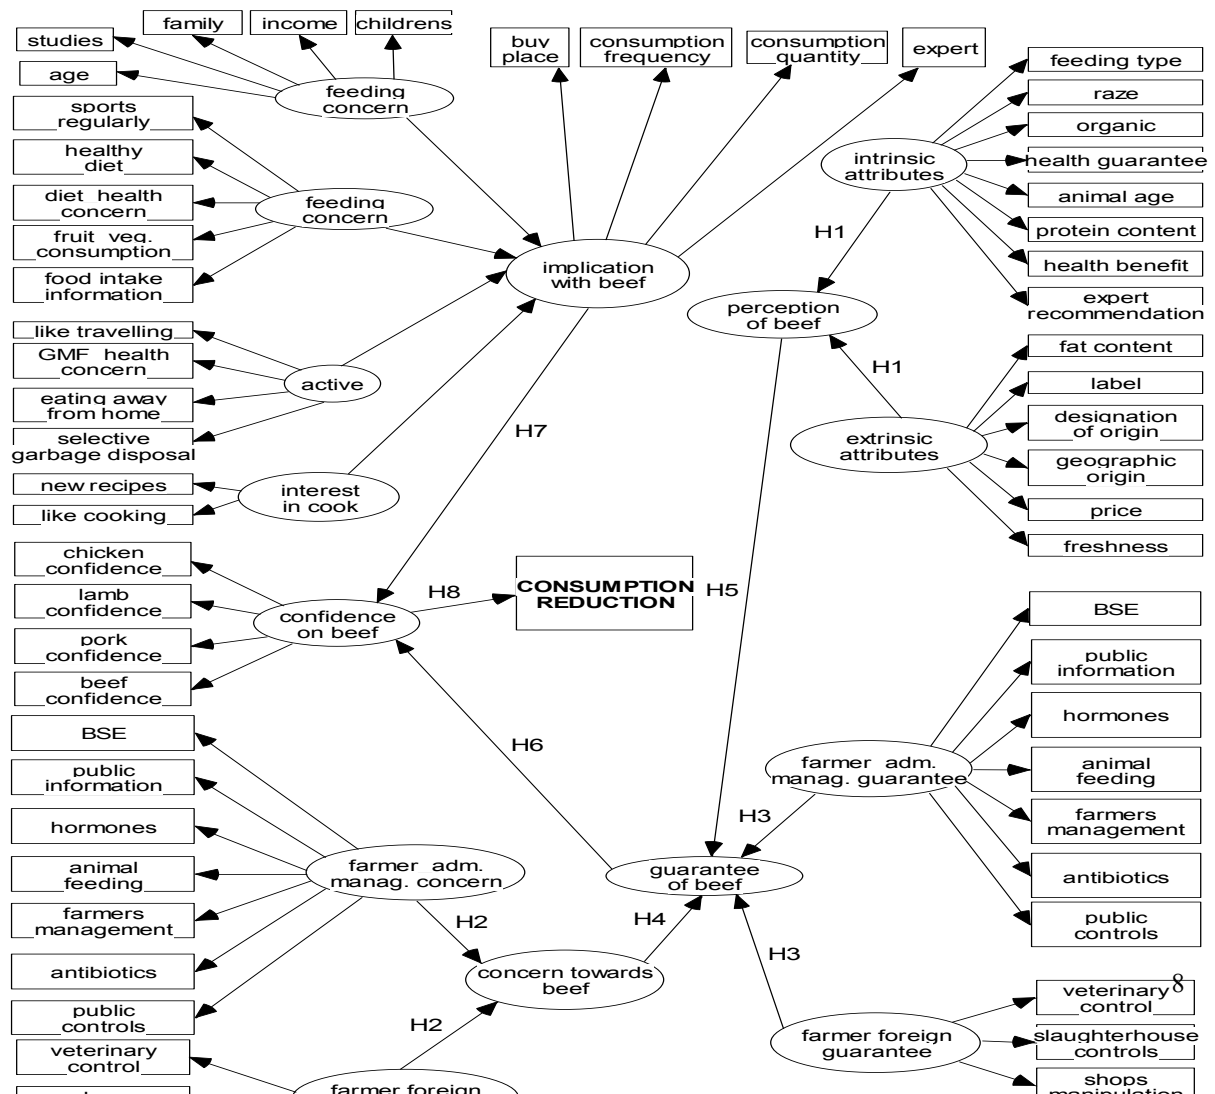 family
income
childrens
studies
age
feeding
concern
buy
place
consumption
frequency
consumption
quantity
expert
sports
regularly
healthy
diet
diet health
concern
fruit veg.
consumption
food intake
information
feeding
concern
implication
with beef
intrinsic
attributes
feeding type
raze
organic
health guarantee
animal age
protein content
health benefit
expert
recommendation
H1
perception
of beef
H1
extrinsic
attributes
fat content
label
designation
of origin
geographic
origin
price
freshness
like travelling
GMF health
concern
eating away
from home
selective
garbage disposal
active
new recipes
like cooking
interest
in cook
H7
chicken
confidence
lamb
confidence
pork
confidence
beef
confidence
confidence
on beef
H8
CONSUMPTION
REDUCTION
H5
H6
BSE
public
information
hormones
animal
feeding
farmers
management
antibiotics
public
controls
farmer adm.
manag. guarantee
H3
guarantee
of beef
BSE
public
information
hormones
animal
feeding
farmers
management
antibiotics
public
controls
farmer adm.
manag. concern
H2
H4
concern towards
beef
H3
H2
veterinary
control
farmer foreign
farmer foreign
guarantee
veterinary
control
8
slaughterhouse
controls
shops
manipulation